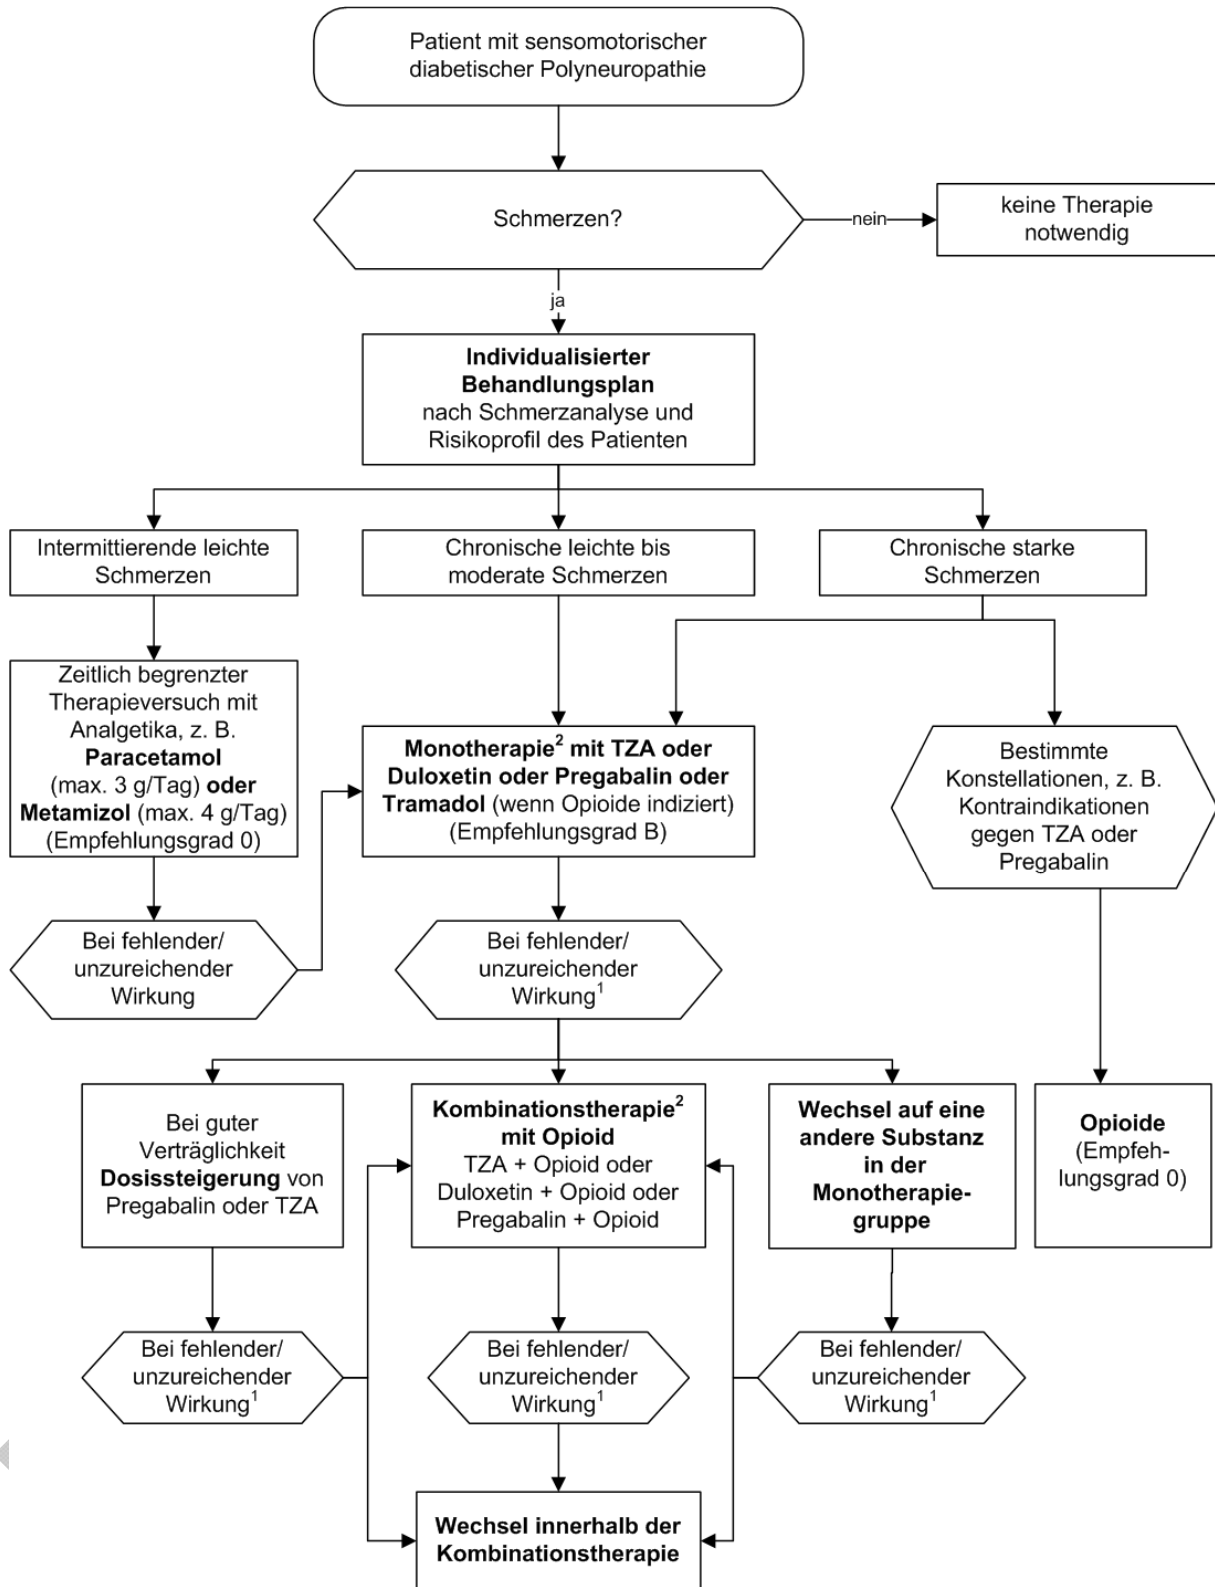 Patient mit sensomotorischer
diabetischer Polyneuropathie
Schmerzen?
nein
keine Therapie
notwendig
ja
Individualisierter
Behandlungsplan
nach Schmerzanalyse und
Risikoprofil des Patienten
Intermittierende leichte
Schmerzen
Chronische leichte bis
moderate Schmerzen
Chronische starke
Schmerzen
Zeitlich begrenzter
Therapieversuch mit
Analgetika, z. B.
Paracetamol
(max. 3 g/Tag) oder
Metamizol (max. 4 g/Tag)
(Empfehlungsgrad 0)
Monotherapie² mit TZA oder
Duloxetin oder Pregabalin oder
Tramadol (wenn Opioide indiziert)
(Empfehlungsgrad B)
Bestimmte
Konstellationen, z. B.
Kontraindikationen
gegen TZA oder
Pregabalin
Bei fehlender/
unzureichender
Wirkung
Bei fehlender/
unzureichender
Wirkung¹
Bei guter
Verträglichkeit
Dosissteigerung von
Pregabalin oder TZA
Kombinationstherapie²
mit Opioid
TZA + Opioid oder
Duloxetin + Opioid oder
Pregabalin + Opioid
Wechsel auf eine
andere Substanz
in der
Monotherapie-
gruppe
Opioide
(Empfeh-
lungsgrad 0)
Bei fehlender/
unzureichender
Wirkung¹
Bei fehlender/
unzureichender
Wirkung¹
Bei fehlender/
unzureichender
Wirkung¹
Wechsel innerhalb der
Kombinationstherapie